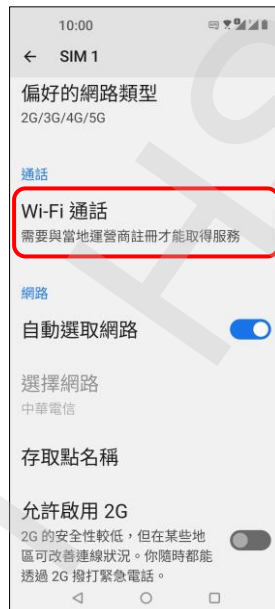 10:00
SIM 1
偏好的網路類型
2G/3G/4G/5G
通話
Wi-Fi 通話
需要與當地運營商註冊才能取得服務
網路
自動選取網路
選擇網路
中華電信
存取點名稱
允許啟用 2G
2G 的安全性較低，但在某些地
區可改善連線狀況。你隨時都能
透過 2G 撥打緊急電話。